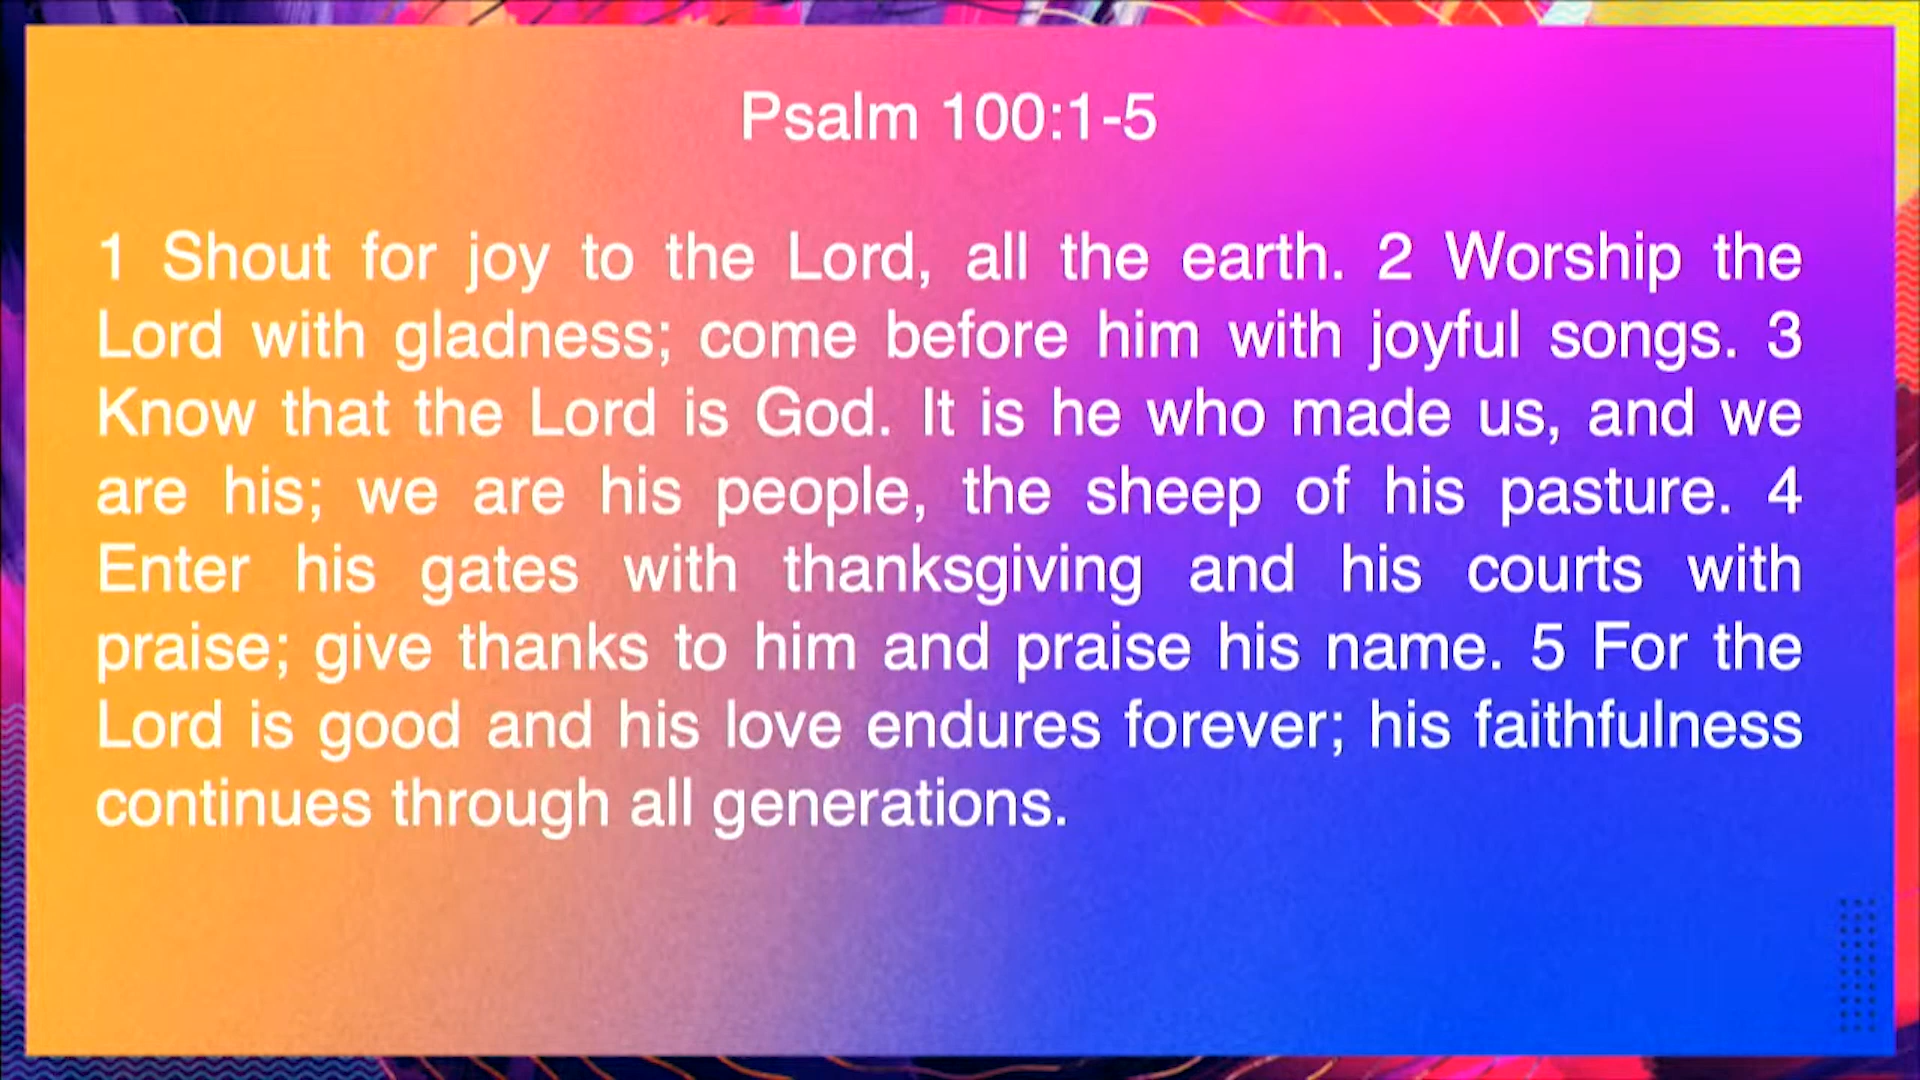 Psalm 100:1-5
1 Shout for joy to the Lord, all the earth. 2 Worship the
Lord with gladness; come before him with joyful songs. 3
Know that the Lord is God. It is he who made us, and we
are his; we are his people, the sheep of his pasture. 4
Enter his gates with thanksgiving and his courts with
praise; give thanks to him and praise his name. 5 For the
Lord is good and his love endures forever; his faithfulness
continues through all generations.